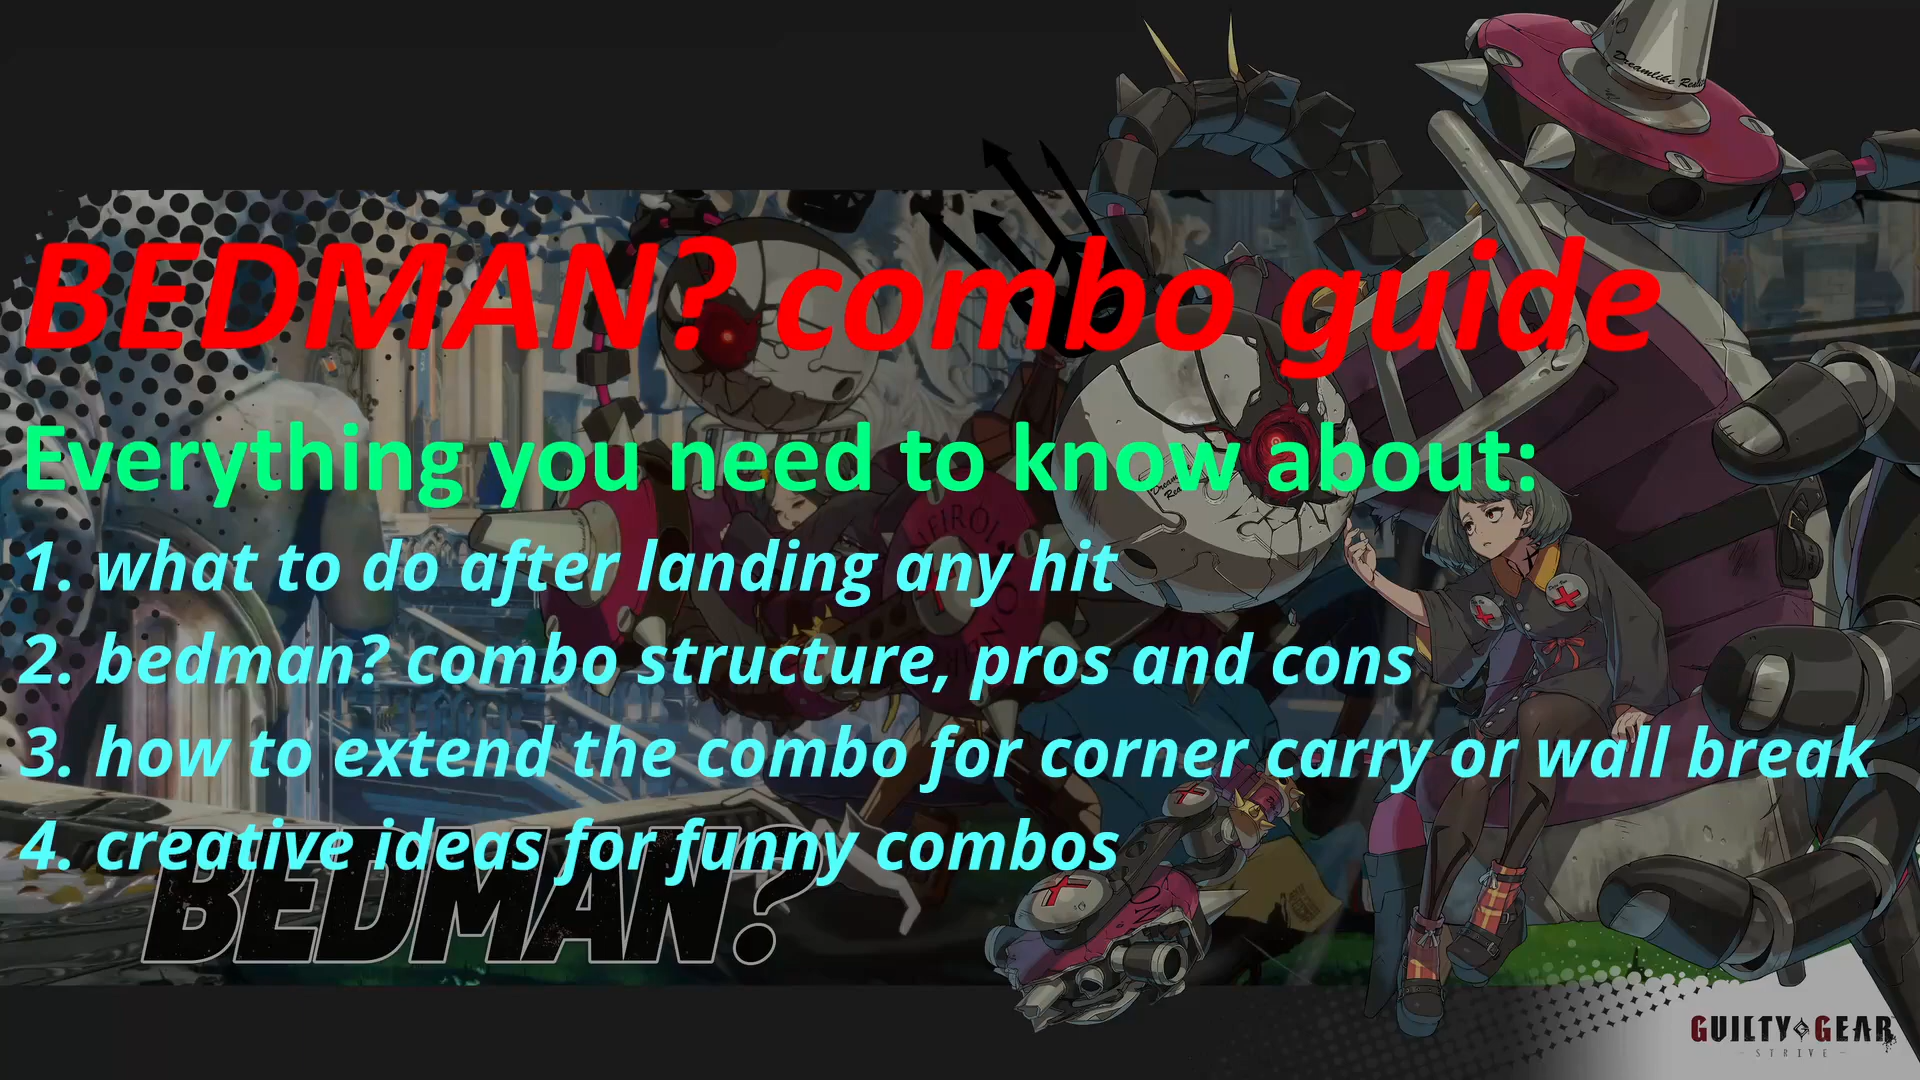 Dreamlike
BEDMAN? combo guide
Everything you need to know about:
1. what to do after landing any hit
2. bedman? combo structure, pros and cons
3. how to extend the combo for corner carry or wall break
4. creative ideas for funny combos
BEDMAN?
GUILTY GEAR
STRIVE